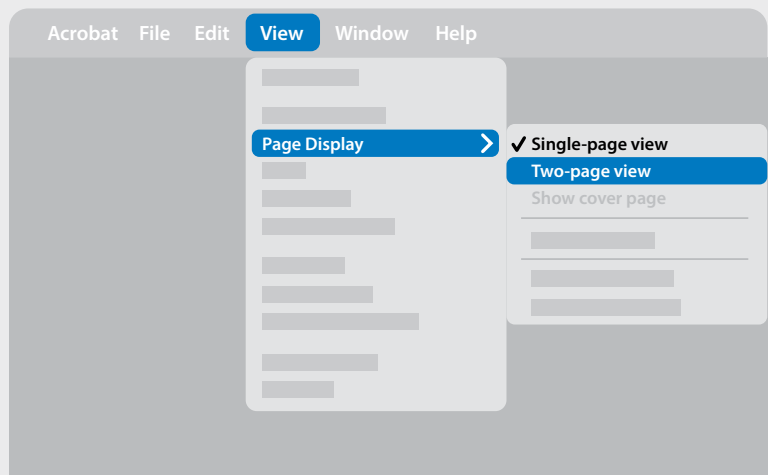 Acrobat File Edit View Window Help
Page Display
Single-page view
Two-page view
Show cover page